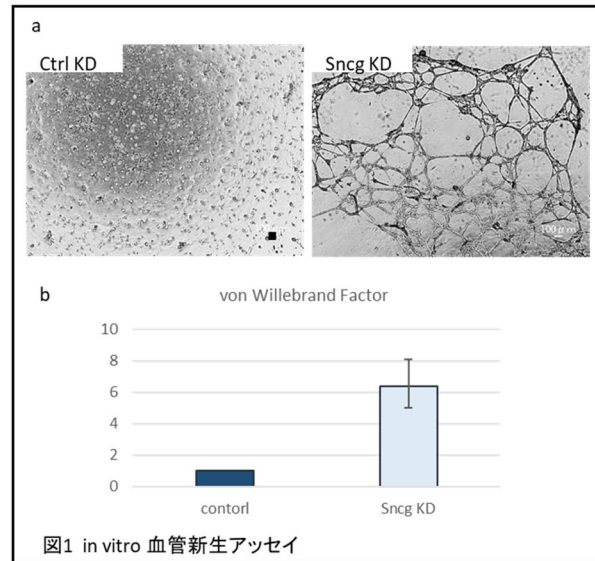 a
Ctrl KD
Sncg KD
100μm
b
von Willebrand Factor
10
8
6
4
2
0
contorl
Sncg KD
図1 in vitro 血管新生アッセイ